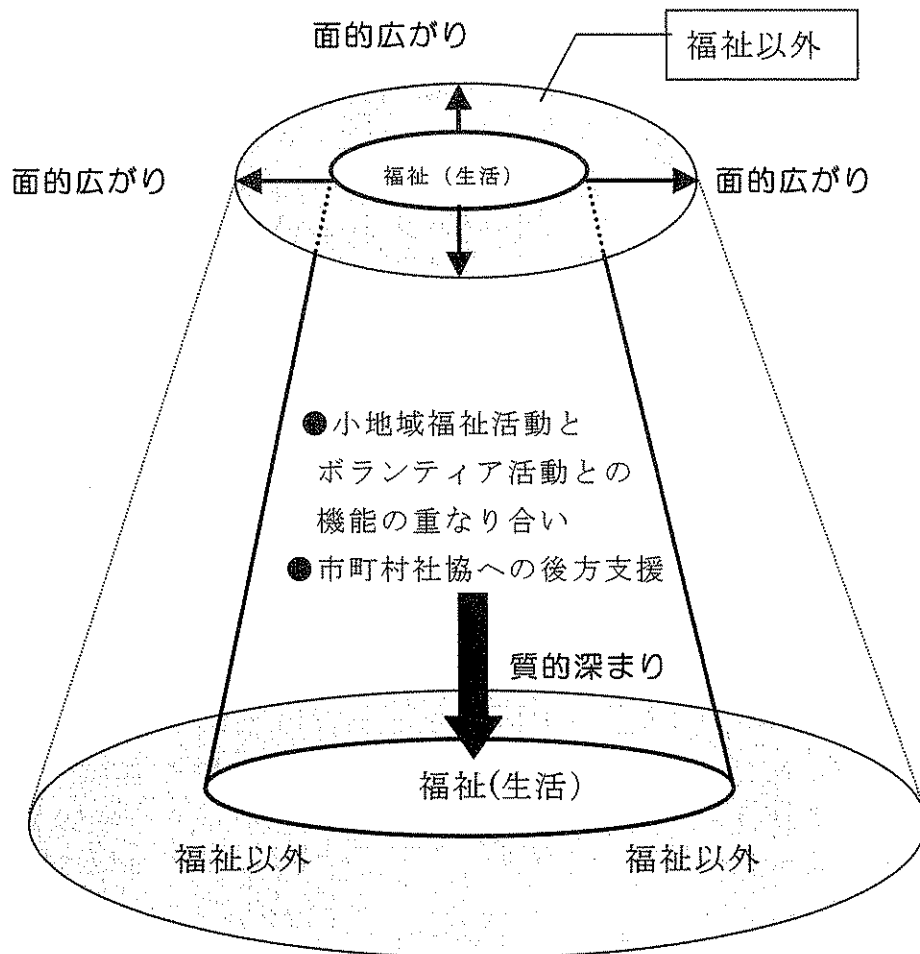 面的広がり
福祉以外
面的広がり
福祉（生活）
面的広がり
●小地域福祉活動と
ボランティア活動との
機能の重なり合い
●市町村社協への後方支援
質的深まり
福祉(生活)
福祉以外
福祉以外